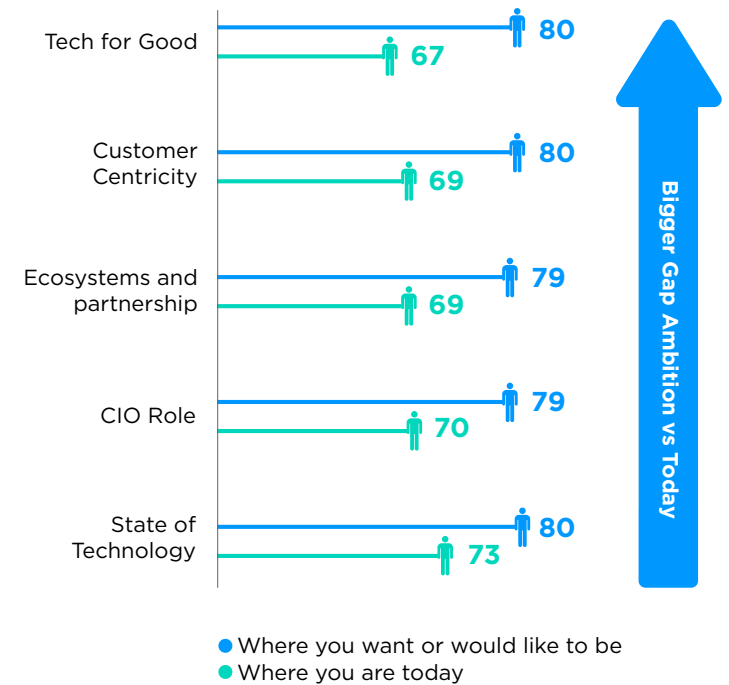 Tech for Good
80
67
Customer
Centricity
80
69
Ecosystems and
partnership
79
69
CIO Role
79
70
State of
Technology
80
73
Bigger Gap Ambition vs Today
Where you want or would like to be
Where you are today